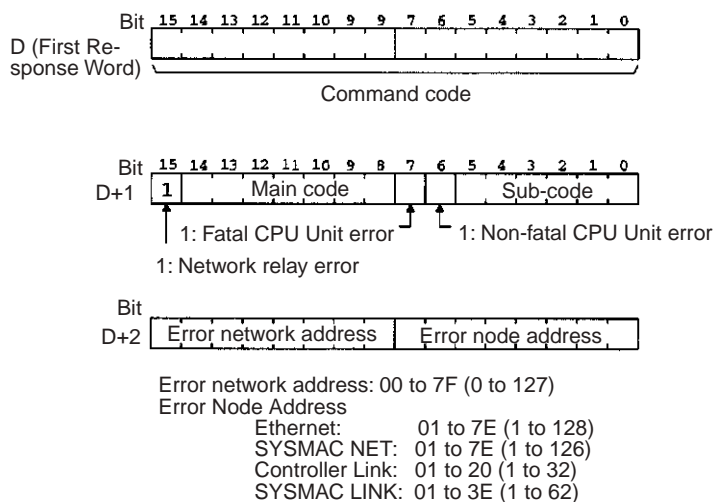 Bit 15 14 13 12 11 10 9 9 7 6 5 4 3 2 1 0
D (First Re-
sponse Word)
Command code
Bit 15 14 13 12 11 10 9 8 7 6 5 4 3 2 1 0
D+1 1 Main code Sub-code
1: Fatal CPU Unit error 1: Non-fatal CPU Unit error
1: Network relay error
Bit
D+2 Error network address Error node address
Error network address: 00 to 7F (0 to 127)
Error Node Address
Ethernet: 01 to 7E (1 to 128)
SYSMAC NET: 01 to 7E (1 to 126)
Controller Link: 01 to 20 (1 to 32)
SYSMAC LINK: 01 to 3E (1 to 62)